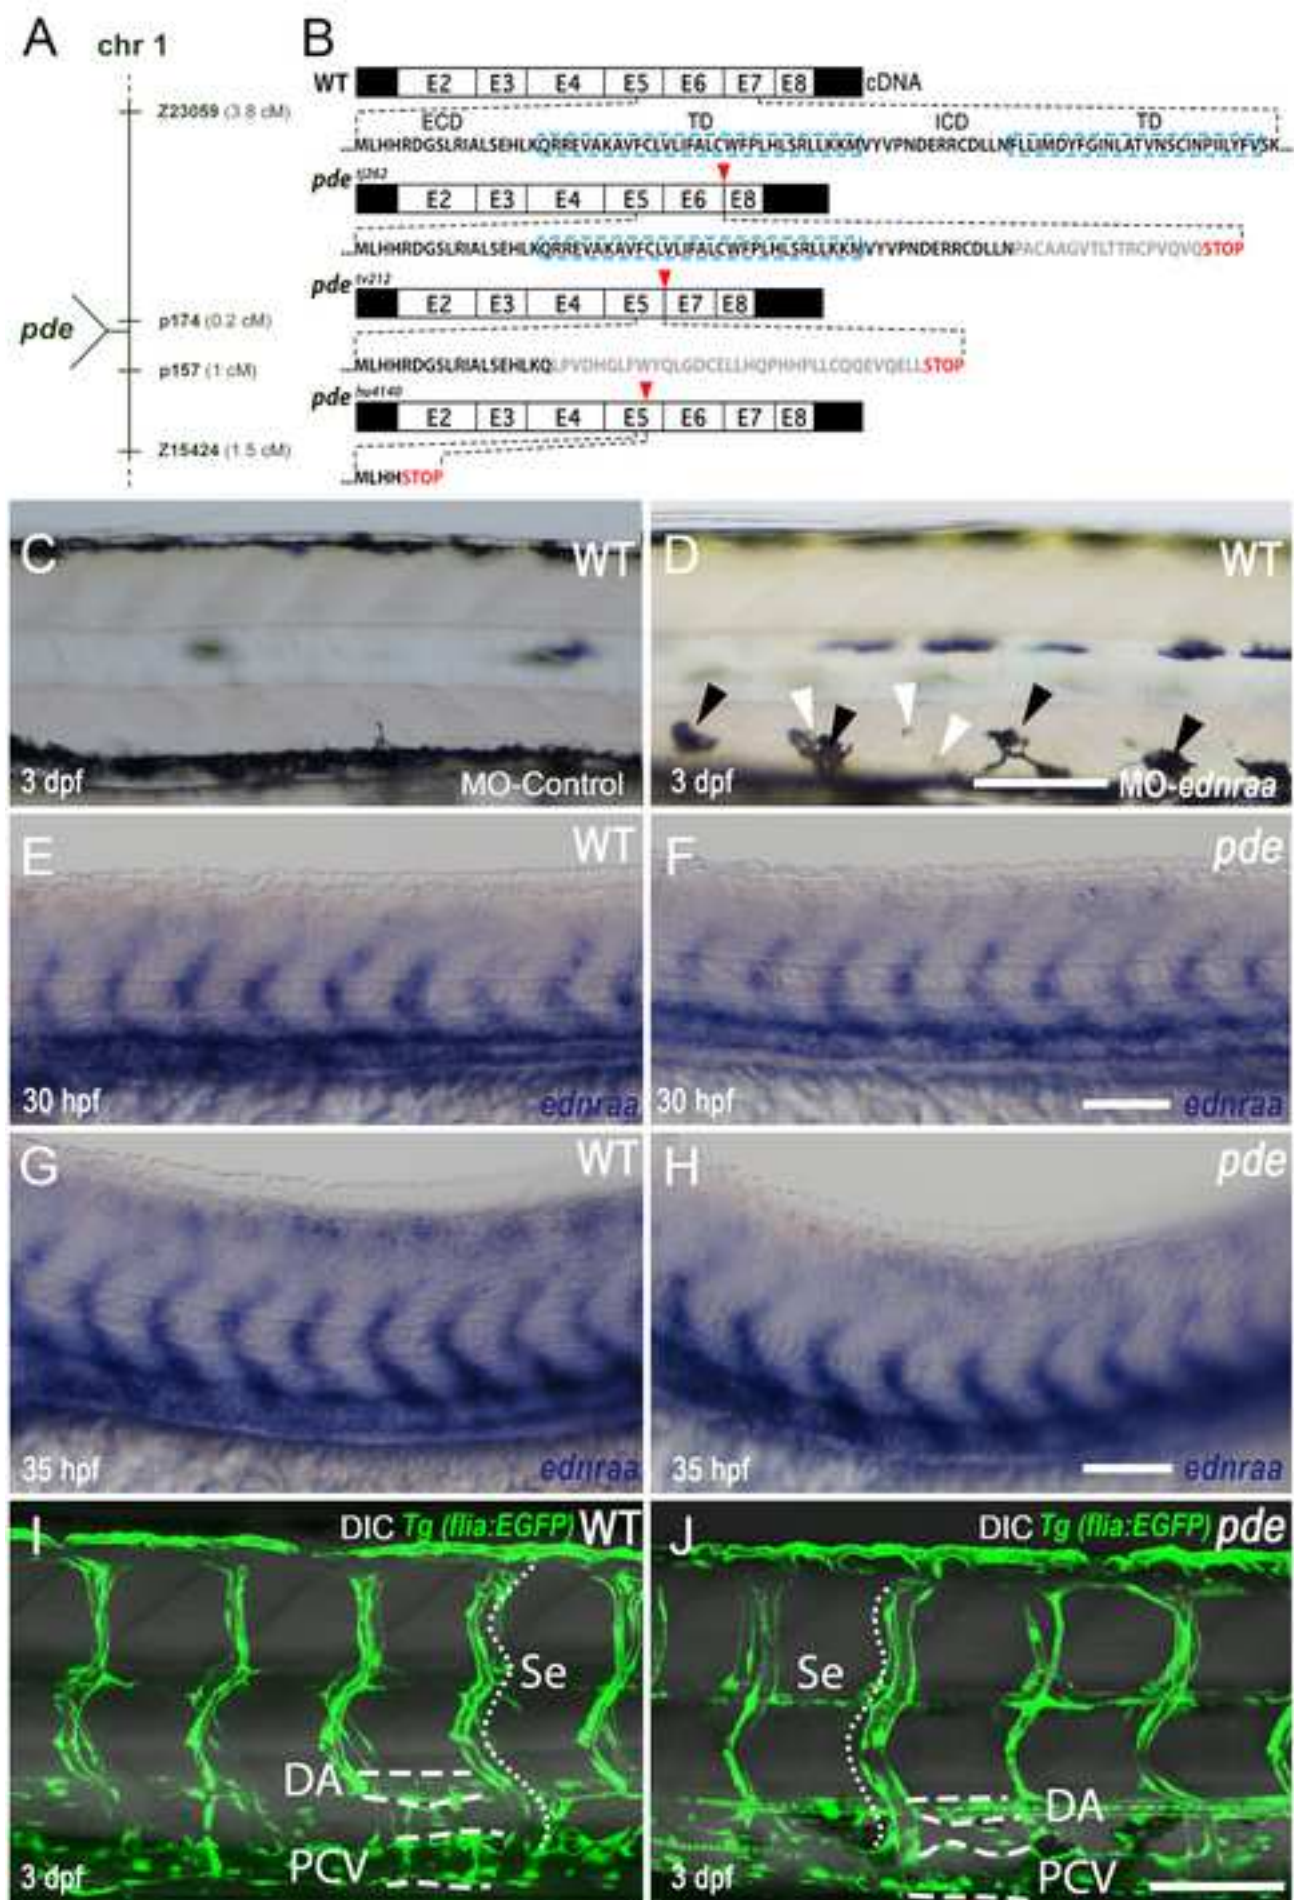 A
chr 1
Z23059 (3.8 cM)
pde
p174 (0.2 cM)
p157 (1 cM)
Z15424 (1.5 cM)
B
WT E2 E3 E4 E5 E6 E7 E8 cDNA
ECD TD ICD TD
...MLHHRDGSLRIALSEHLKQRREVAKAVFCLVLIFALCWFPLHLSRLLKKMVYVPNDERRCDLLNFLLIMDYFGINLATVNSCINPIILYFVSK...
pde tj262
E2 E3 E4 E5 E6 E8
...MLHHRDGSLRIALSEHLKQRREVAKAVFCLVLIFALCWFPLHLSRLLKKMVYVPNDERRCDLLNPACAAGVTLTTRCPVQVQSTOP
pde tv212
E2 E3 E4 E5 E7 E8
...MLHHRDGSLRIALSEHLKQLPVDHGLFWYQLGDCELLHQPHHPLLCQQEVQELLSTOP
pde hu4140
E2 E3 E4 E5 E6 E7 E8
...MLHHSTOP
C WT
3 dpf MO-Control
D WT
3 dpf MO-ednraa
E WT
30 hpf ednraa
F pde
30 hpf ednraa
G WT
35 hpf ednraa
H pde
35 hpf ednraa
I DIC Tg (flia:EGFP) WT
Se
DA
PCV
3 dpf
J DIC Tg (flia:EGFP) pde
Se
DA
PCV
3 dpf